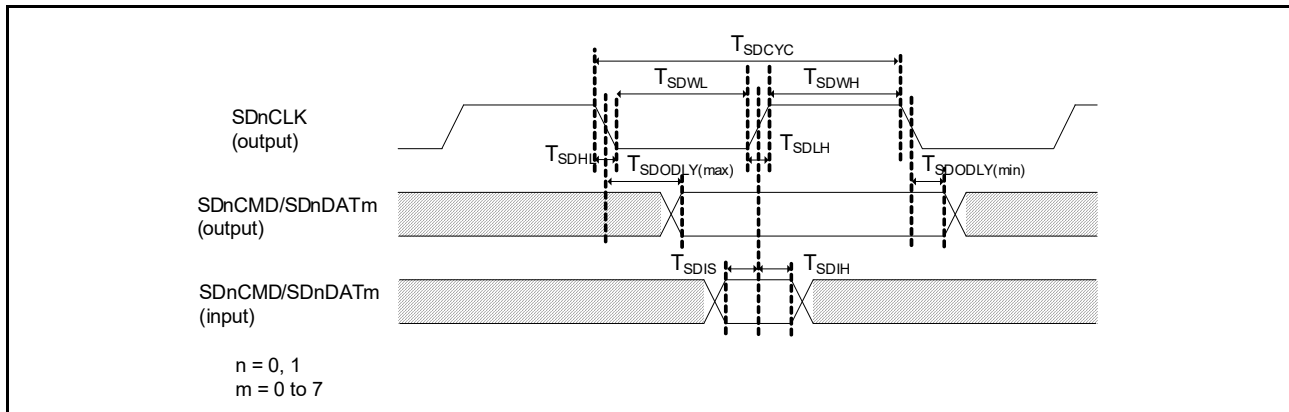 TSDCYC
TSDWL
TSDWH
SDnCLK
(output)
TSDHL
TSDLH
TSDODLY(max)
TSDODLY(min)
SDnCMD/SDnDATm
(output)
TSDIS
TSDIH
SDnCMD/SDnDATm
(input)
n = 0, 1
m = 0 to 7